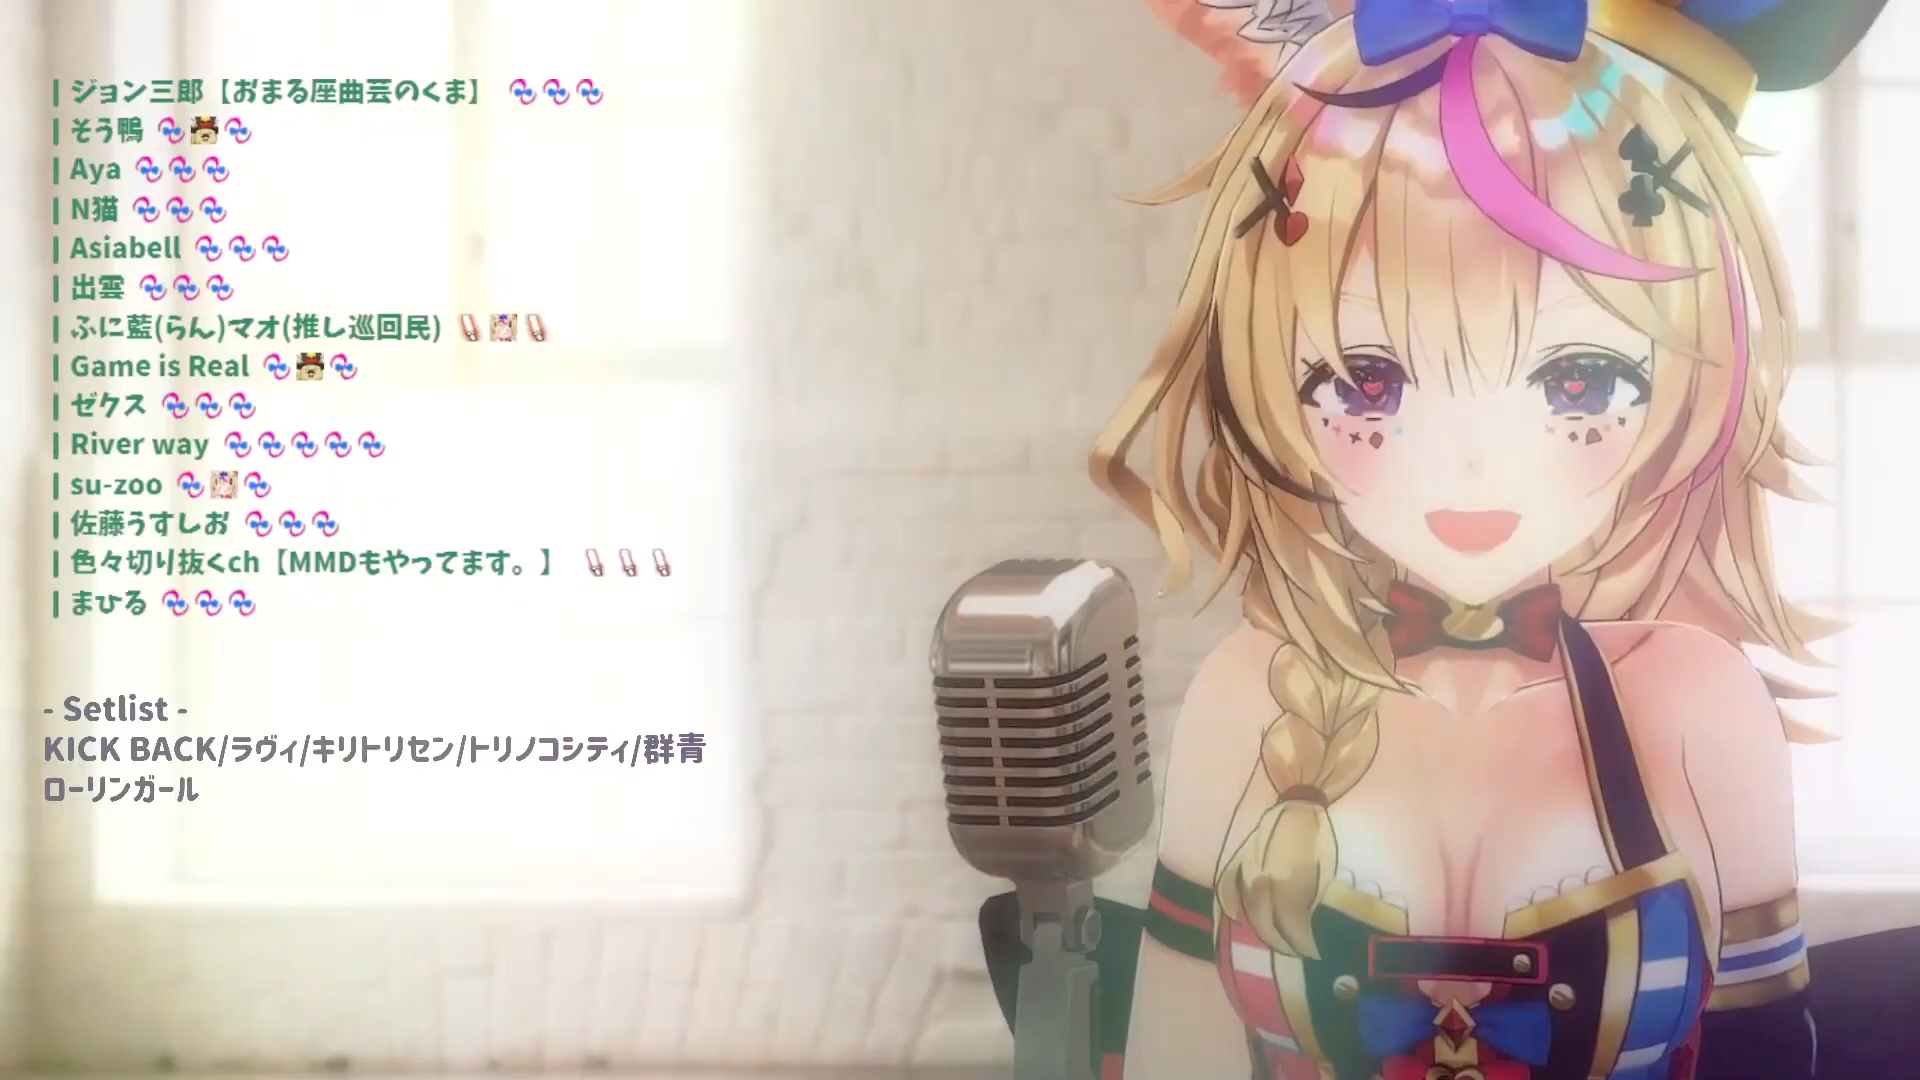 ジョン三郎【おまる座曲芸のくま】
そう鴨
Aya
N猫
Asiabell
出雲
ふに藍(らん)マオ(推し巡回民)
Game is Real
ゼクス
River way
su-zoo
佐藤うすしお
色々切り抜くch【MMDもやってます。】
まひる
- Setlist -
KICK BACK/ラヴィ/キリトリセン/トリノコシティ/群青
ローリンガール